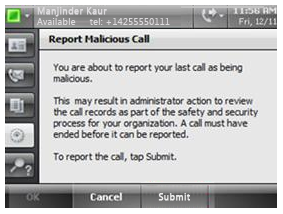 Manjinder Kaur
Available tel: +14255550111
11:56 AM
Fri, 12/11
Report Malicious Call
You are about to report your last call as being
malicious.
This may result in administrator action to review
the call records as part of the safety and security
process for your organization. A call must have
ended before it can be reported.
To report the call, tap Submit.
OK
Cancel
Submit